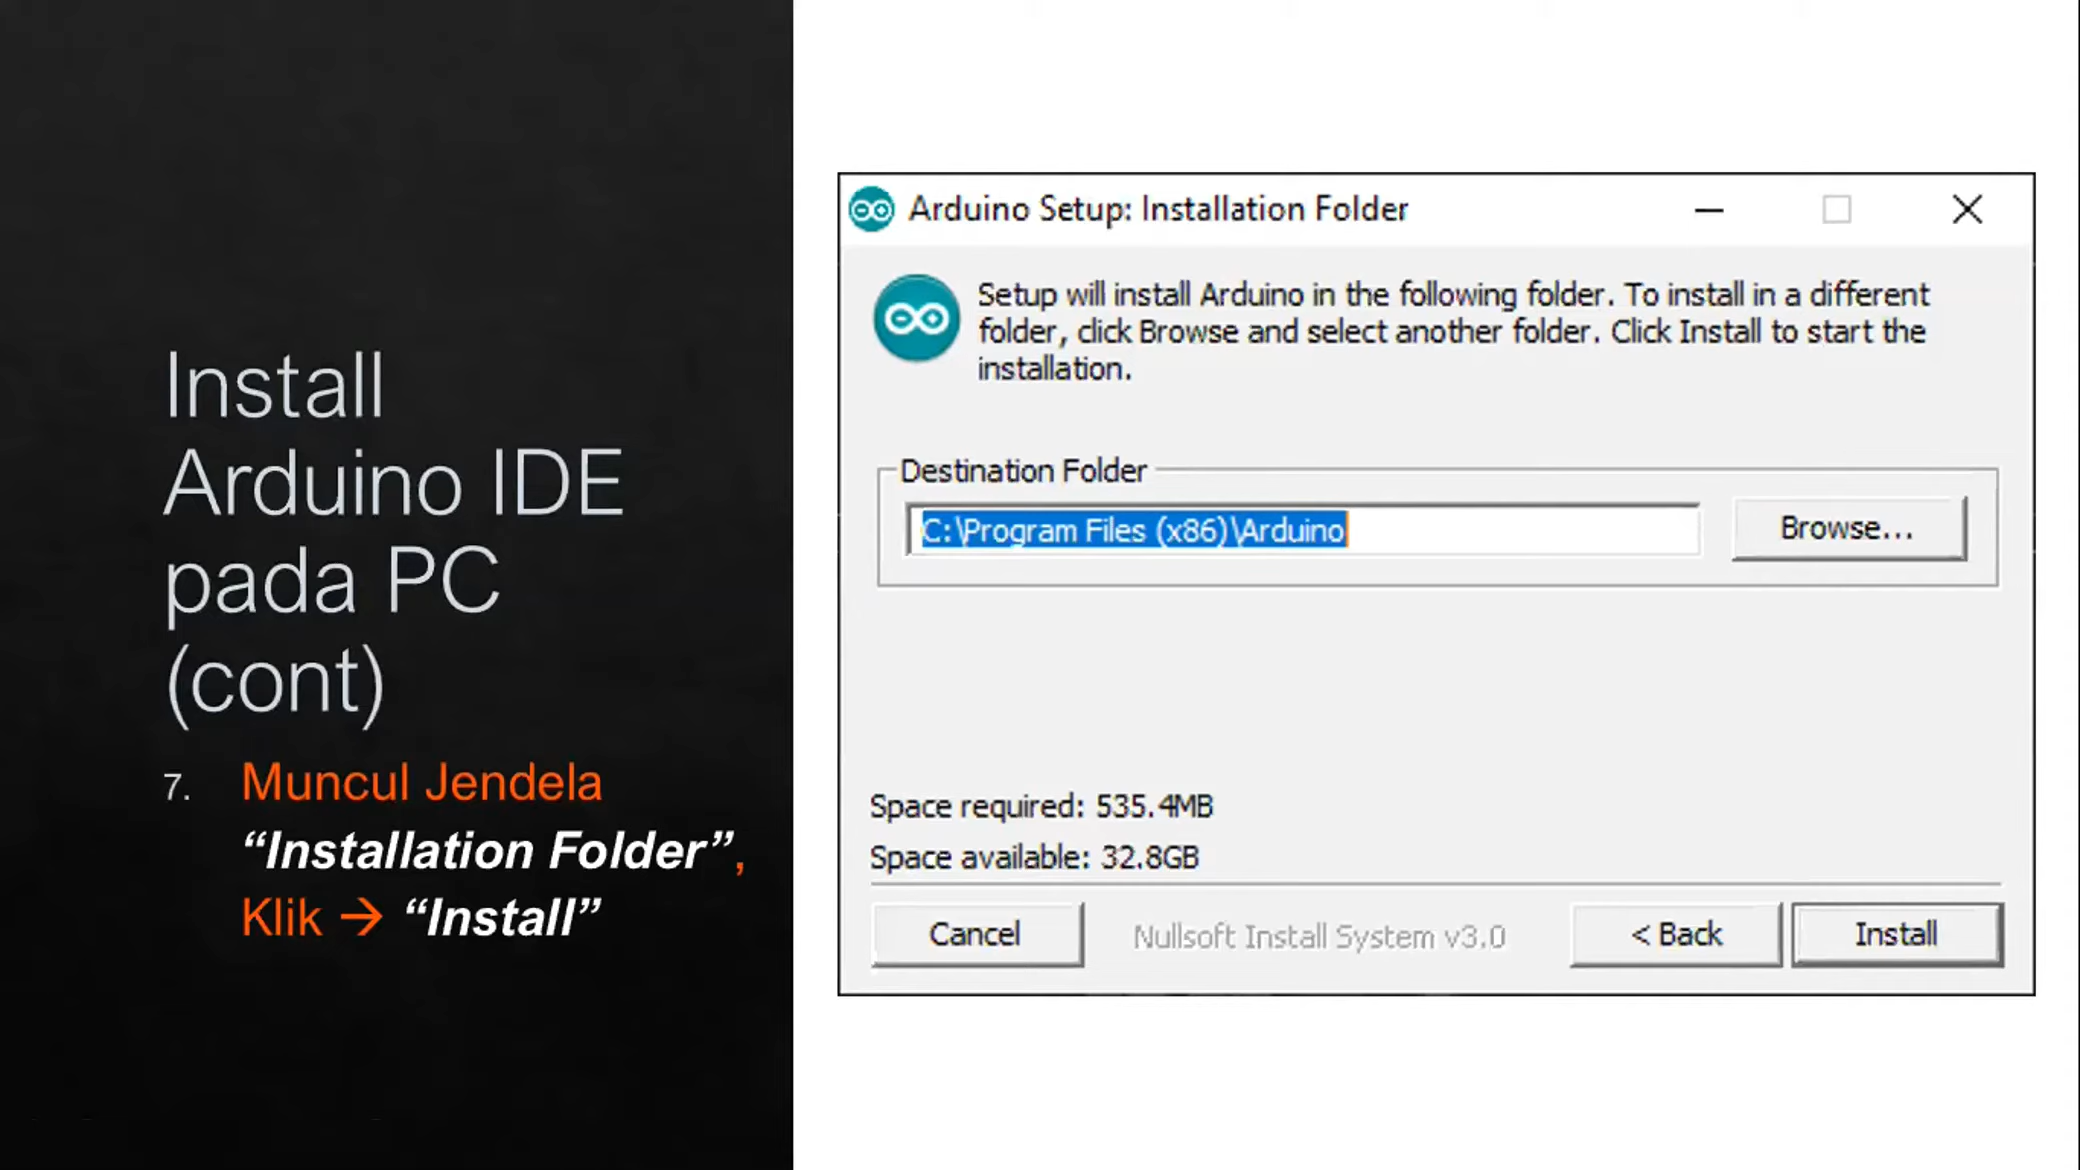 Install
Arduino IDE
pada PC
(cont)
7. Muncul Jendela
“Installation Folder”,
Klik → “Install”
Arduino Setup: Installation Folder
Setup will install Arduino in the following folder. To install in a different
folder, click Browse and select another folder. Click Install to start the
installation.
Destination Folder
C:\Program Files (x86)\Arduino
Browse...
Space required: 535.4MB
Space available: 32.8GB
Cancel
Nullsoft Install System v3.0
< Back
Install